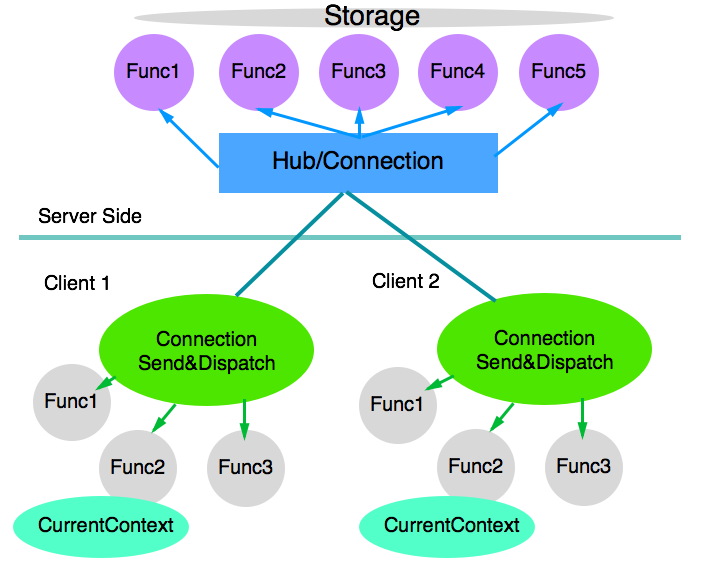 Storage
Func1
Func2
Func3
Func4
Func5
Hub/Connection
Server Side
Client 1
Client 2
Connection
Send&Dispatch
Connection
Send&Dispatch
Func1
Func2
Func3
Func1
Func2
Func3
CurrentContext
CurrentContext